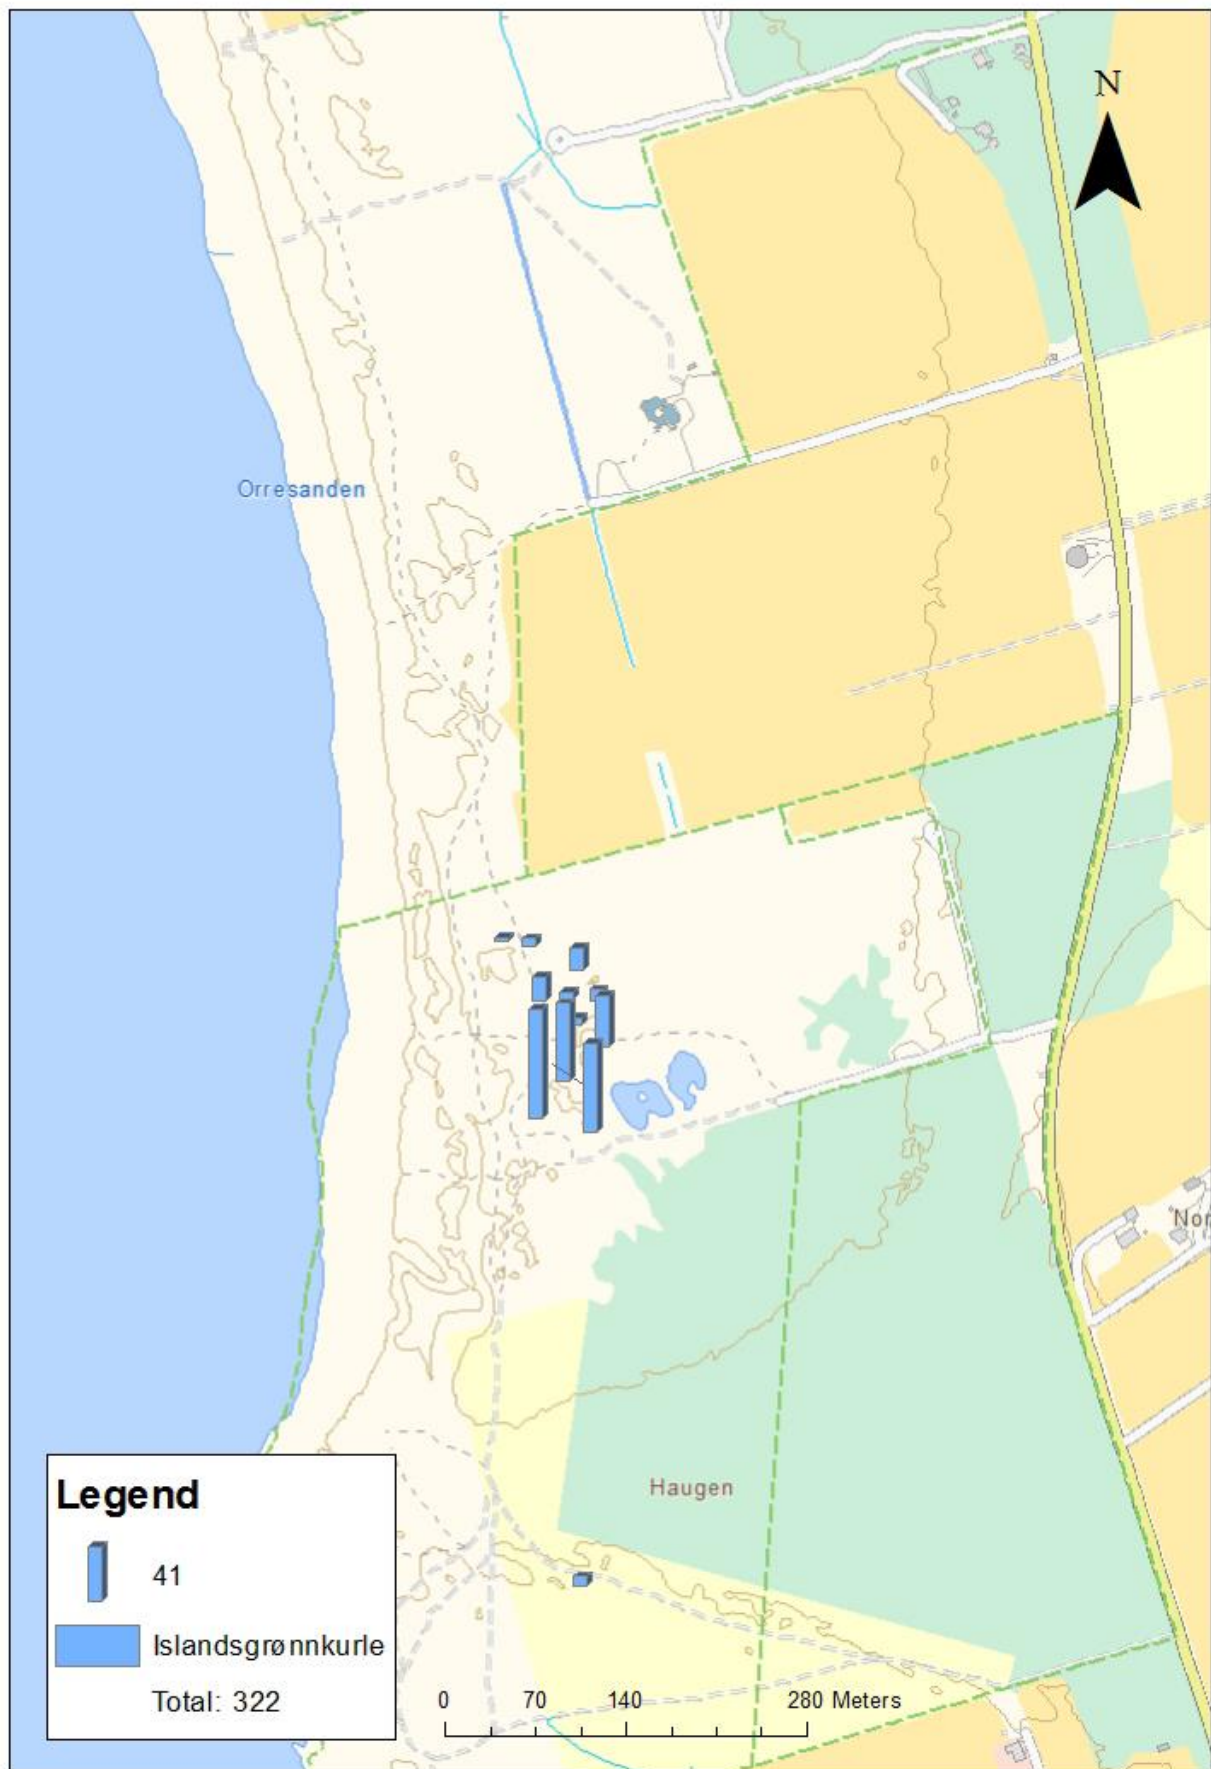 N
Orresanden
Nor
Haugen
Legend
41
Islandsgrønnkurle
Total: 322
0 70 140 280 Meters